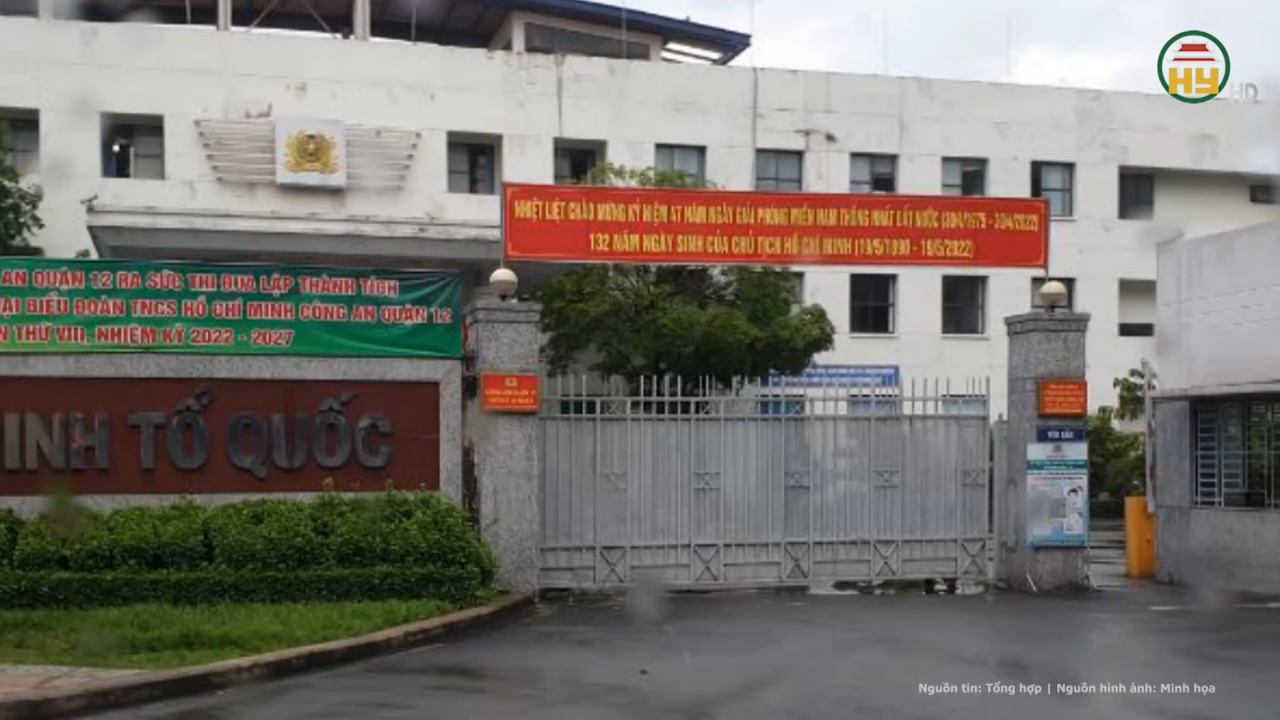 HY HD
NHIỆT LIỆT CHÀO MỪNG KỶ NIỆM 47 NĂM NGÀY GIẢI PHÓNG MIỀN NAM THỐNG NHẤT ĐẤT NƯỚC (30/4/1975 - 30/4/2022)
132 NĂM NGÀY SINH CỦA CHỦ TỊCH HỒ CHÍ MINH (19/5/1890 - 19/5/2022)
AN QUẬN 12 RA SỨC THI ĐUA LẬP THÀNH TÍCH
ẠI BIỂU ĐOÀN TNCS HỒ CHÍ MINH CÔNG AN QUẬN 12
N THỨ VIII, NHIỆM KỲ 2022 - 2027
INH TỔ QUỐC
Nguồn tin: Tổng hợp | Nguồn hình ảnh: Minh họa